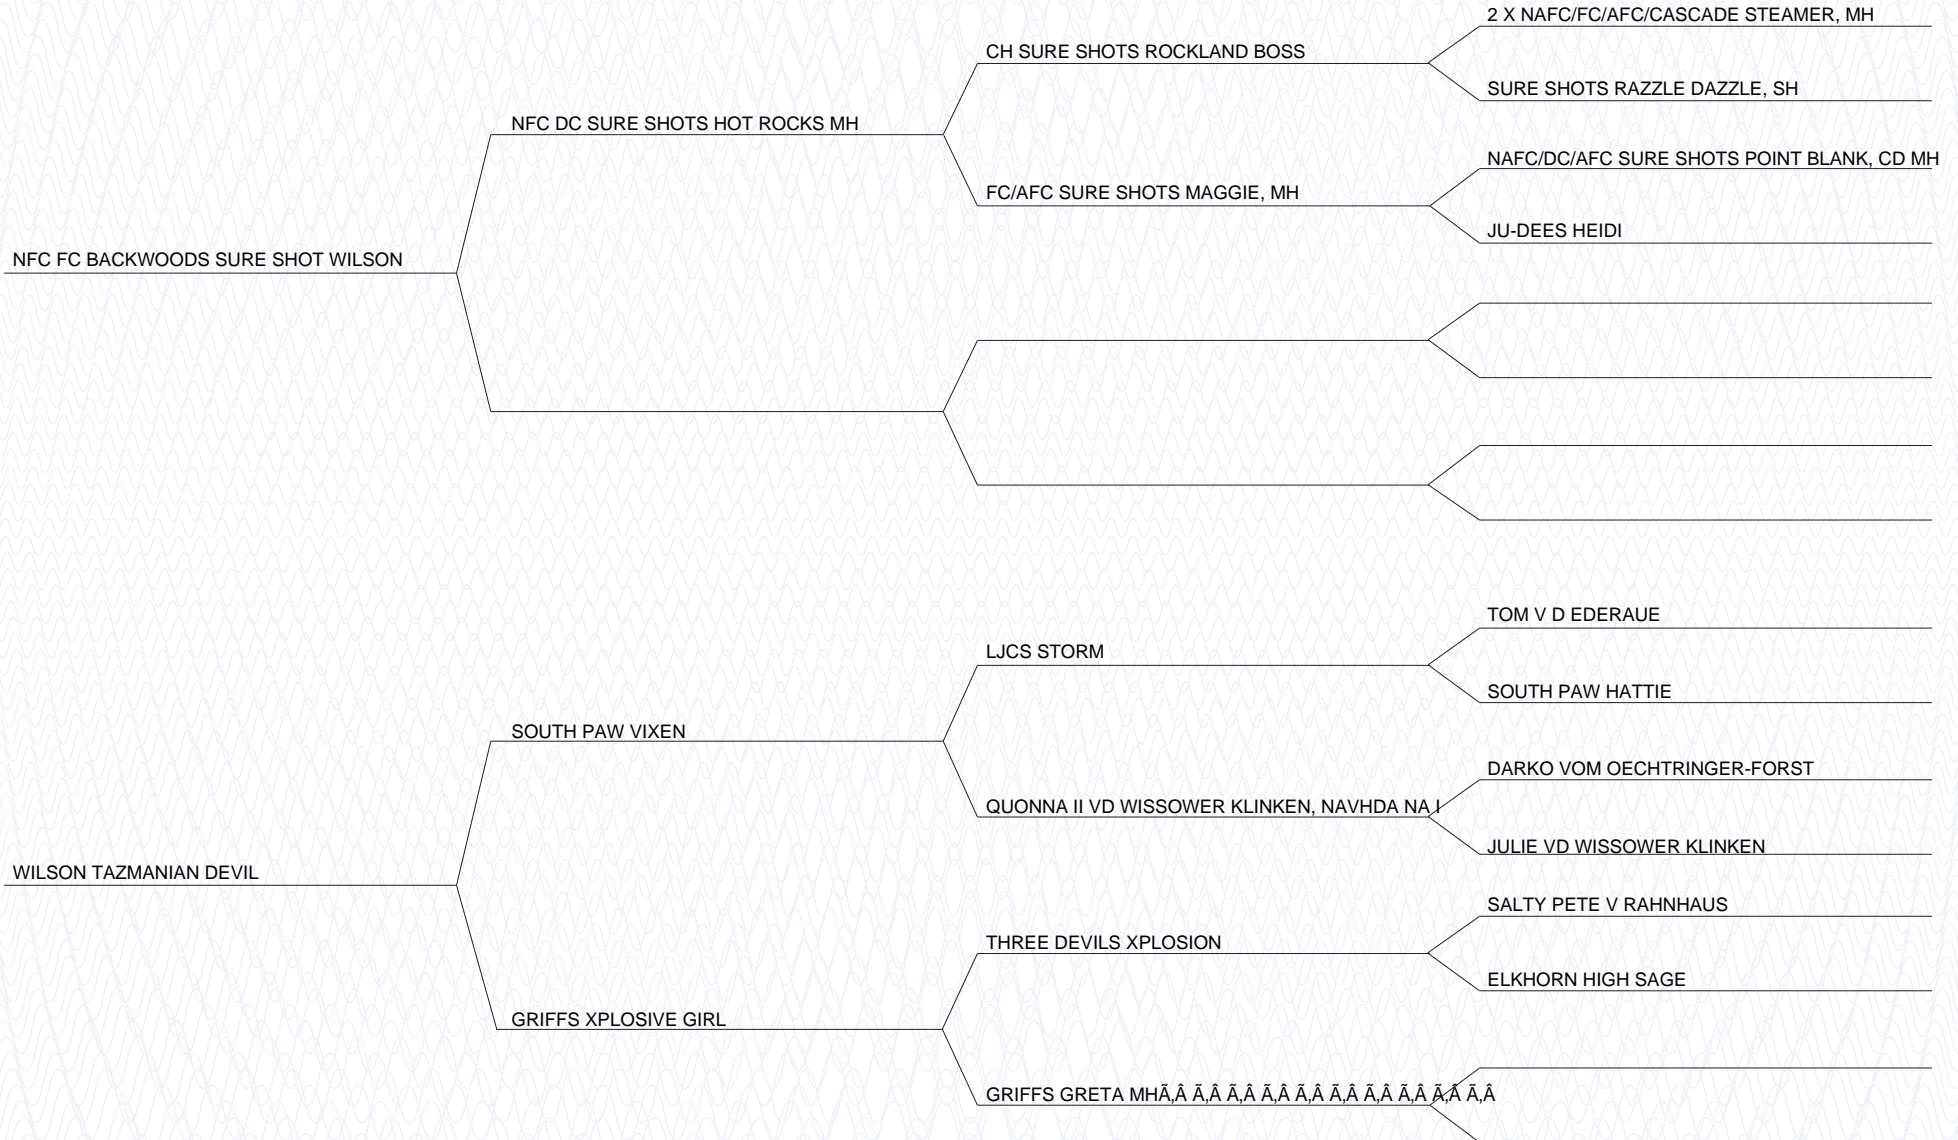 2 X NAFC/FC/AFC/CASCADE STEAMER, MH
CH SURE SHOTS ROCKLAND BOSS
SURE SHOTS RAZZLE DAZZLE, SH
NFC DC SURE SHOTS HOT ROCKS MH
NAFC/DC/AFC SURE SHOTS POINT BLANK, CD MH
FC/AFC SURE SHOTS MAGGIE, MH
JU-DEES HEIDI
NFC FC BACKWOODS SURE SHOT WILSON
TOM V D EDERAUE
LJCS STORM
SOUTH PAW HATTIE
SOUTH PAW VIXEN
DARKO VOM OECHTRINGER-FORST
QUONNA II VD WISSOWER KLINKEN, NAVHDA NA I
JULIE VD WISSOWER KLINKEN
WILSON TAZMANIAN DEVIL
SALTY PETE V RAHNHAUS
THREE DEVILS XPLOSION
ELKHORN HIGH SAGE
GRIFFS XPLOSIVE GIRL
GRIFFS GRETA MHÃ‚Â Ã‚Â Ã‚Â Ã‚Â Ã‚Â Ã‚Â Ã‚Â Ã‚Â Ã‚Â Ã‚Â